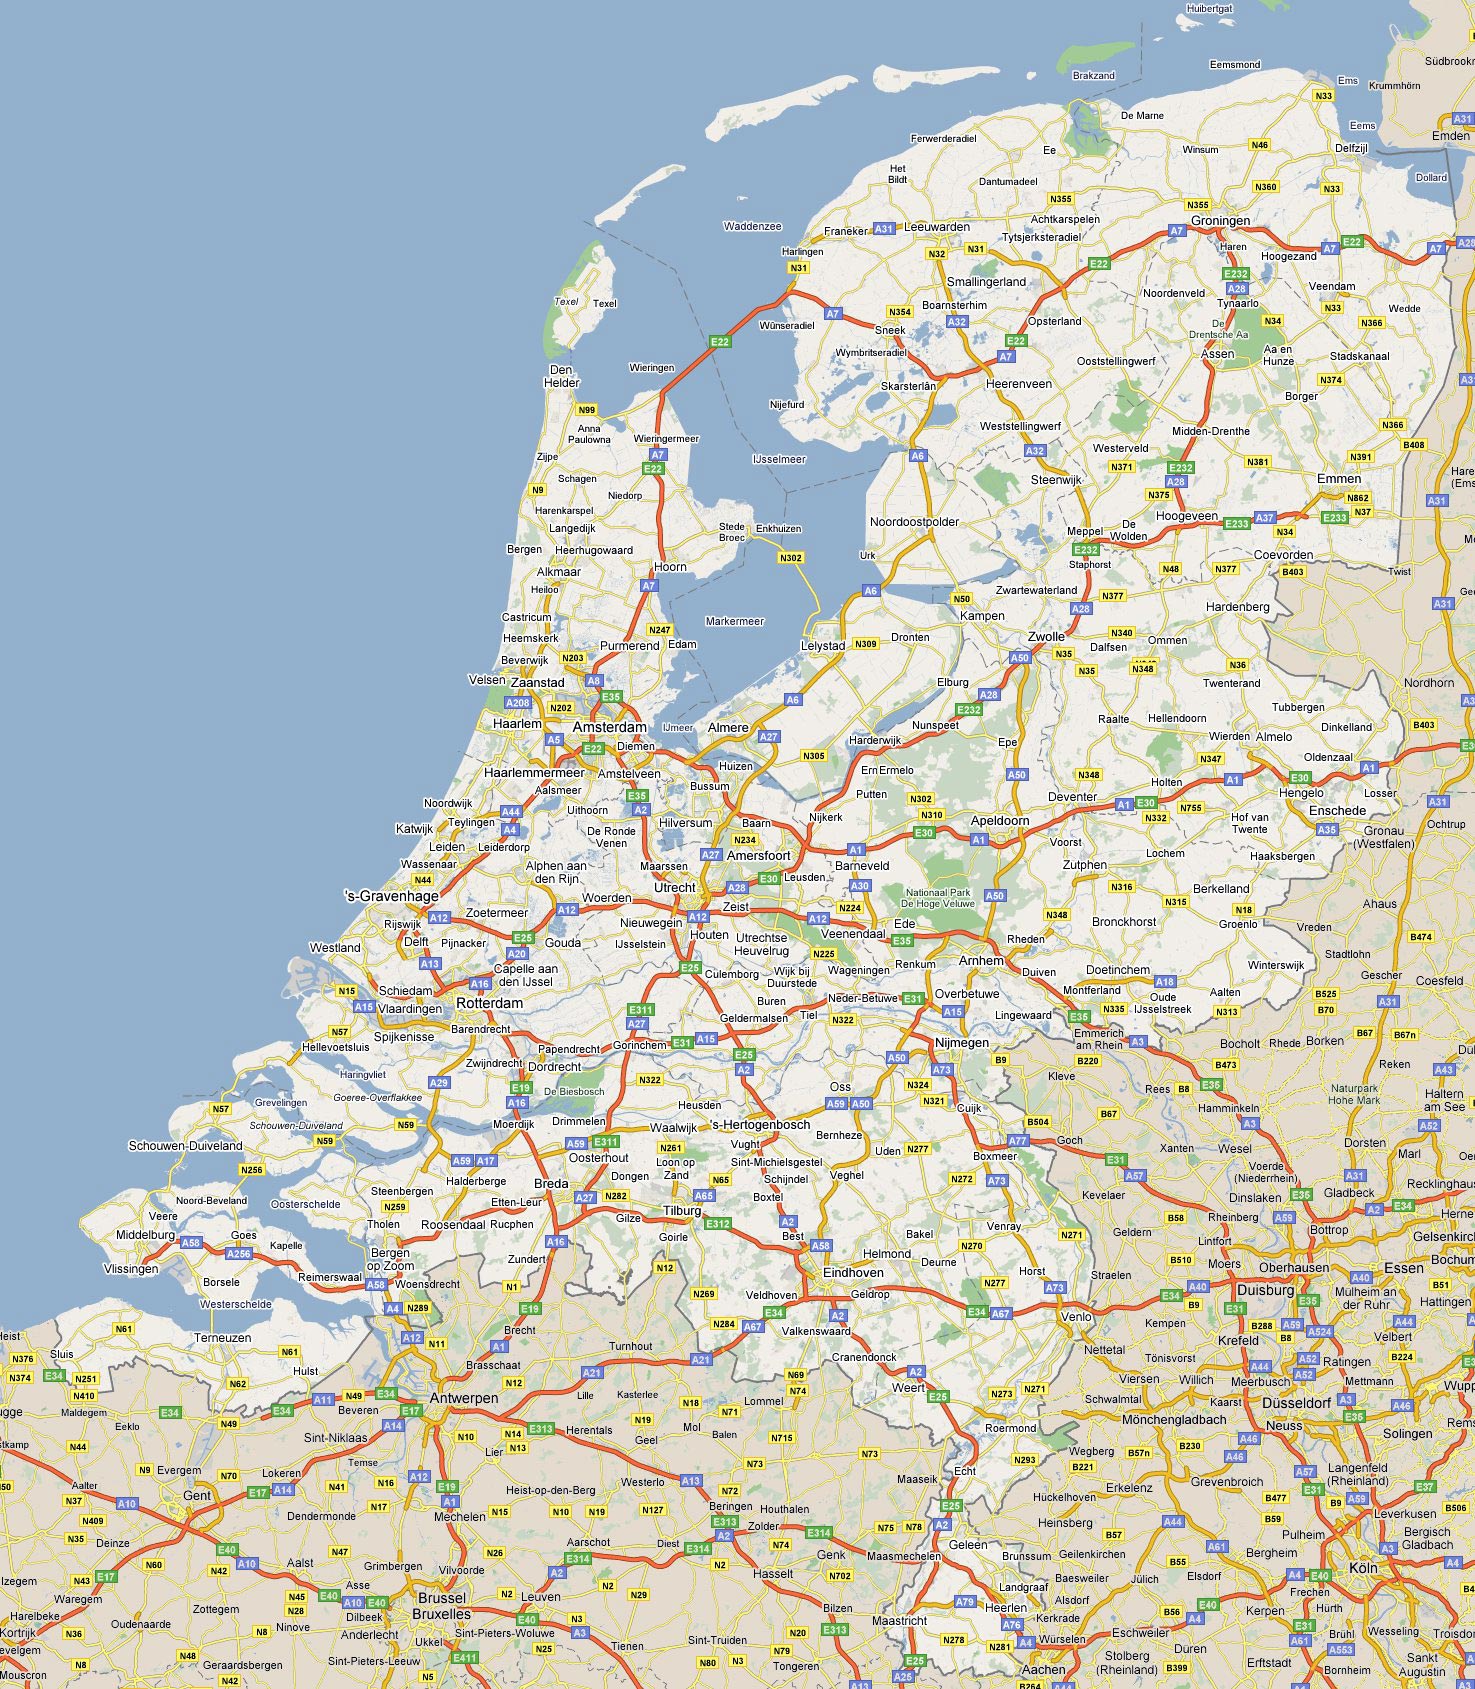 Huibertgat
Eemsmond
Südbrookm
Brakzand
Ems
Krummhörn
N33
De Marne
A31
Eems
Emden
Ferwerderadiel
Ee
Winsum
N46
Delfzijl
Het
Bildt
Dantumadeel
N360
N33
Dollard
N355
N355
Achtkarspelen
Groningen
Waddenzee
Franeker
A31
Leeuwarden
Tytsjerksteradiel
A7
Haren
E22
A7
A7
A28
Harlingen
N31
N32
N31
E22
Hoogezand
E232
A28
Smallingerland
Noordenveld
Veendam
Texel
Texel
Boarnsterhim
Tynaarlo
N33
Wedde
A7
N354
A32
Opsterland
De
Drentsche Aa
N34
N366
Wûnseradiel
Sneek
E22
E22
Wymbritseradiel
A7
Ooststellingwerf
Assen
Aa en
Hunze
Stadskanaal
Den
Helder
Wieringen
Skarsterlân
Heerenveen
N374
Borger
N99
Nijefurd
Anna
Paulowna
Wieringermeer
Weststellingwerf
Midden-Drenthe
N366
B408
Zijpe
A7
E22
IJsselmeer
A6
A32
Westerveld
N371
E232
A28
N381
N391
Schagen
Steenwijk
Emmen
N9
Niedorp
N375
N862
A31
Harenkarspel
Langedijk
Stede
Broec
Enkhuizen
Noordoostpolder
Meppel
De
Wolden
Hoogeveen
E233
A37
E233
N37
N34
Bergen
Heerhugowaard
N302
Urk
E232
Coevorden
Alkmaar
Hoorn
Staphorst
N48
N377
B403
Twist
Heiloo
A7
A6
N50
Zwartewaterland
N377
A28
Hardenberg
A31
Castricum
Markermeer
Kampen
Heemskerk
N247
Edam
Purmerend
Lelystad
N309
Dronten
Zwolle
N340
Dalfsen
Ommen
Beverwijk
N203
A50
N35
N35
N348
N36
Velsen
Zaanstad
A8
Elburg
Twenterand
Nordhorn
A208
N202
E35
A6
A28
E232
Tubbergen
Haarlem
Amsterdam
IJmeer
Almere
Nunspeet
Raalte
Hellendoorn
Dinkelland
B403
A5
E22
Diemen
A27
Harderwijk
Epe
Wierden
Almelo
Haarlemmermeer
Amstelveen
Huizen
N305
Ermelo
A50
N348
N347
Oldenzaal
A1
Aalsmeer
Bussum
Holten
A1
E30
Hengelo
Losser
Noordwijk
E35
Putten
N302
Deventer
A1
E30
N755
Enschede
A31
A44
Uithoorn
A2
Nijkerk
N310
Apeldoorn
N332
Hof van
Twente
A35
Ochtrup
Katwijk
Teylingen
A4
De Ronde
Venen
Hilversum
Baarn
E30
A1
Gronau
(Westfalen)
Leiden
Leiderdorp
N234
A1
Voorst
Lochem
Haaksbergen
Wassenaar
Alphen aan
den Rijn
Maarssen
A27
Amersfoort
Barneveld
Zutphen
N44
Utrecht
A28
E30
Leusden
A30
N316
Berkelland
's-Gravenhage
Woerden
Zeist
Nationaal Park
De Hoge Veluwe
A50
N315
Ahaus
A12
Zoetermeer
A12
A12
A12
N224
N348
N18
Rijswijk
Nieuwegein
Houten
Ede
Bronckhorst
Groenlo
Vreden
Delft
Pijnacker
E25
Gouda
IJsselstein
Utrechtse
Heuvelrug
Veenendaal
E35
Rheden
B474
Westland
A20
N225
Stadtlohn
A13
Capelle aan
den IJssel
E25
Culemborg
Wijk bij
Duurstede
Wageningen
Renkum
Arnhem
Duiven
Doetinchem
A18
Winterswijk
Gescher
Coesfeld
N15
Schiedam
A16
Montferland
Aalten
B525
A31
A15
Vlaardingen
Rotterdam
E311
A27
Buren
Neder-Betuwe
E31
Overbetuwe
Oude
IJsselstreek
N335
N313
B70
Geldermalsen
Tiel
N322
A15
Lingewaard
E35
N57
Spijkenisse
Barendrecht
Emmerich
am Rhein
A3
B67
B67n
Hellevoetsluis
Papendrecht
Gorinchem
E31
A15
Nijmegen
Bocholt
Rhede
Borken
Zwijndrecht
Dordrecht
E25
A2
A50
A73
B9
B220
B473
Reken
Haringvliet
A29
E19
De Biesbosch
N322
Oss
N324
Kleve
Rees
B8
E35
A43
Grevelingen
Goeree-Overflakkee
A16
A59
A50
N321
Cuijk
Naturpark
Hohe Mark
Haltern
am See
N57
Schouwen-Duiveland
N59
Drimmelen
Heusden
B67
Hamminkeln
Moerdijk
Waalwijk
's-Hertogenbosch
Bernheze
B504
A3
A52
Schouwen-Duiveland
N59
A59
E311
Vught
A77
Goch
Xanten
Wesel
Dorsten
N256
A59
A17
Oosterhout
N261
Loon op
Zand
Sint-Michielsgestel
Uden
N277
Boxmeer
E31
Voerde
(Niederrhein)
Marl
Oer
Halderberge
Dongen
N65
Schijndel
Veghel
N272
A73
A57
A31
Noord-Beveland
Oosterschelde
Steenbergen
Etten-Leur
Breda
A27
N282
A65
Boxtel
Kevelaer
Dinslaken
E35
Gladbeck
Recklinghausen
N259
Tilburg
A2
E34
Veere
Tholen
Roosendaal
Rucphen
Gilze
E312
A2
Bakel
Venray
B58
Rheinberg
A59
Herne
Middelburg
Goes
A58
A256
Kapelle
Goirle
Best
N270
N271
Geldern
Lintfort
Bottrop
Gelsenkirc
A16
A58
Helmond
Bergen
op Zoom
Zundert
N12
Deurne
B510
Moers
Oberhausen
Essen
Bochum
Vlissingen
Borsele
Reimerswaal
A58
Woensdrecht
N1
Eindhoven
N277
Horst
Straelen
A40
A40
B51
Westerschelde
A4
N289
N269
Veldhoven
Geldrop
A73
E34
B9
Duisburg
Mülheim an
der Ruhr
Hattingen
E19
E34
A2
E34
A67
Venlo
E31
E35
Heist
N61
Terneuzen
A12
N11
Brecht
N284
A67
Valkenswaard
Kempen
B288
A59
A524
A44
N376
Sluis
N61
A1
Turnhout
Krefeld
B8
Velbert
N374
E34
N251
Hulst
Brasschaat
A21
A21
Cranendonck
Nettetal
Tönisvorst
A52
Ratingen
B224
N410
N62
A11
N49
E34
N12
N69
Weert
A2
N273
N271
Viersen
Willich
A44
Meerbusch
A52
Mettmann
Maldegem
E34
E34
Beveren
E17
Antwerpen
Lille
Kasterlee
N74
E25
Schwalmtal
Kaarst
Düsseldorf
A3
A46
Eeklo
N49
A14
N18
Lommel
N71
Mönchengladbach
Neuss
E35
N44
Sint-Niklaas
N10
N14
E313
Herentals
N19
Mol
Balen
Roermond
Wegberg
B57n
B230
A46
Solingen
N13
Lier
Geel
N715
N73
N293
B221
A46
N9
Evergem
N70
Lokeren
Temse
A12
N73
Echt
A57
Langenfeld
(Rheinland)
Aalter
N41
N16
E19
Westerlo
A13
Maaseik
Erkelenz
Grevenbroich
E37
N37
A10
Gent
E17
A14
N17
A1
Heist-op-den-Berg
N72
Hückelhoven
B477
E31
B9
A59
B506
N409
Dendermonde
Mechelen
N15
N10
N19
N127
Beringen
Houthalen
E25
Heinsberg
A44
B59
Leverkusen
N35
Deinze
E313
A2
Zolder
E314
N75
N78
A2
B57
Pulheim
Bergisch
Gladbach
N60
E40
A10
Aalst
N47
Grimbergen
N26
Aarschot
Diest
E314
N74
Genk
Maasmechelen
Geleen
Brunssum
Geilenkirchen
A61
Bergheim
A3
Izegem
N43
E17
N42
Vilvoorde
E314
A2
N2
Hasselt
N702
Landgraaf
Baesweiler
B55
Jülich
Elsdorf
A4
E40
Köln
A4
Waregem
N45
Asse
E40
A10
E40
Brussel
Bruxelles
N2
Leuven
N2
N29
A79
Heerlen
Alsdorf
Frechen
B4
Harelbeke
Zottegem
N28
Dilbeek
E40
N3
Bilzen
Maastricht
A76
Kerkrade
B56
E40
A4
Kerpen
Hürth
Kortrijk
Oudenaarde
Ninove
Anderlecht
Ukkel
Sint-Pieters-Woluwe
A3
E313
N278
N281
A4
Würselen
Eschweiler
E31
A61
Brühl
Wesseling
Troisdo
N36
N8
N48
Sint-Pieters-Leeuw
E411
N25
Tienen
Sint-Truiden
N20
N79
E25
Aachen
Stolberg
(Rheinland)
Düren
A553
Sankt
Augustin
Mouscron
N8
Geraardsbergen
N42
N5
N80
N3
Tongeren
A13
A25
B264
A44
B399
Erftstadt
Bornheim